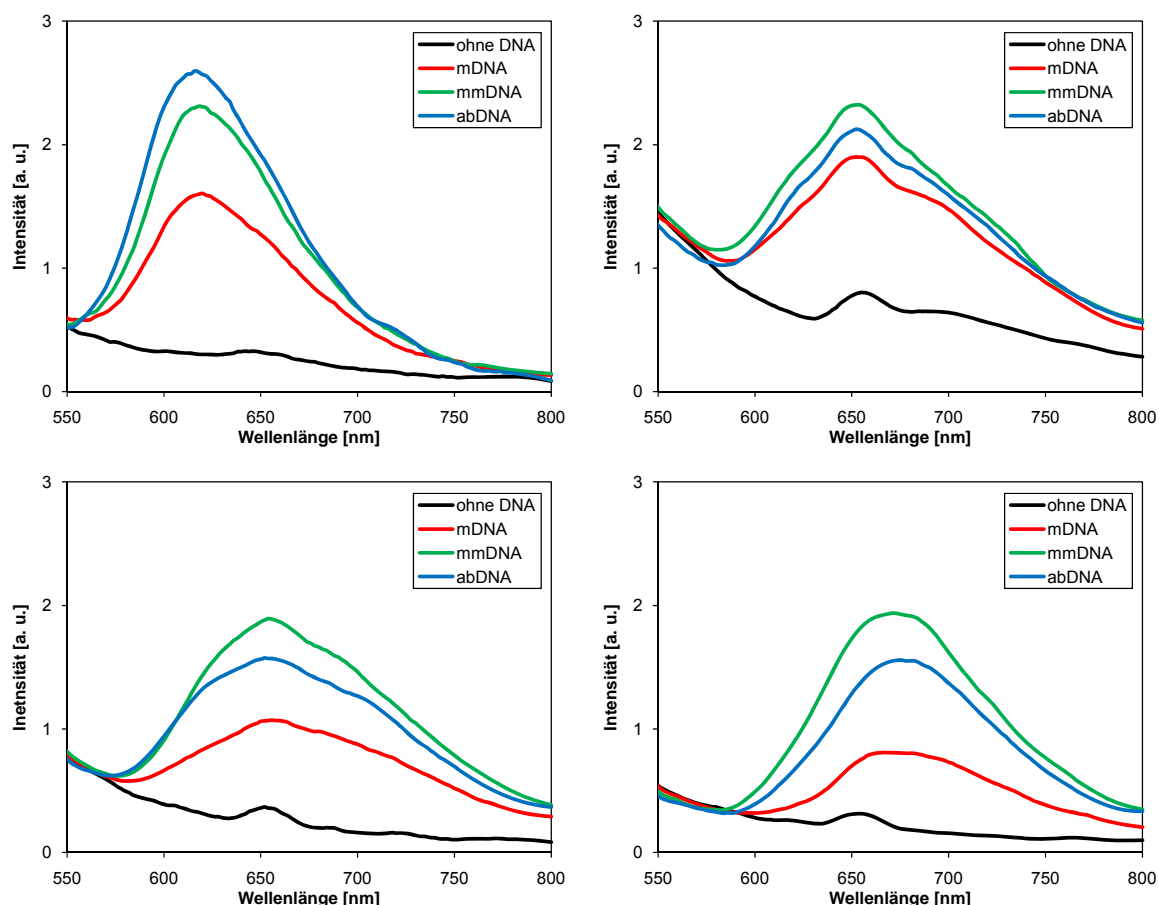 3
2
1
0
Intensität [a. u.]
550 600 650 700 750 800
Wellenlänge [nm]
ohne DNA
mDNA
mmDNA
abDNA
3
2
1
0
Intensität [a. u.]
550 600 650 700 750 800
Wellenlänge [nm]
ohne DNA
mDNA
mmDNA
abDNA
3
2
1
0
Inetnsität [a. u.]
550 600 650 700 750 800
Wellenlänge [nm]
ohne DNA
mDNA
mmDNA
abDNA
3
2
1
0
Intensität [a. u.]
550 600 650 700 750 800
Wellenlänge [nm]
ohne DNA
mDNA
mmDNA
abDNA